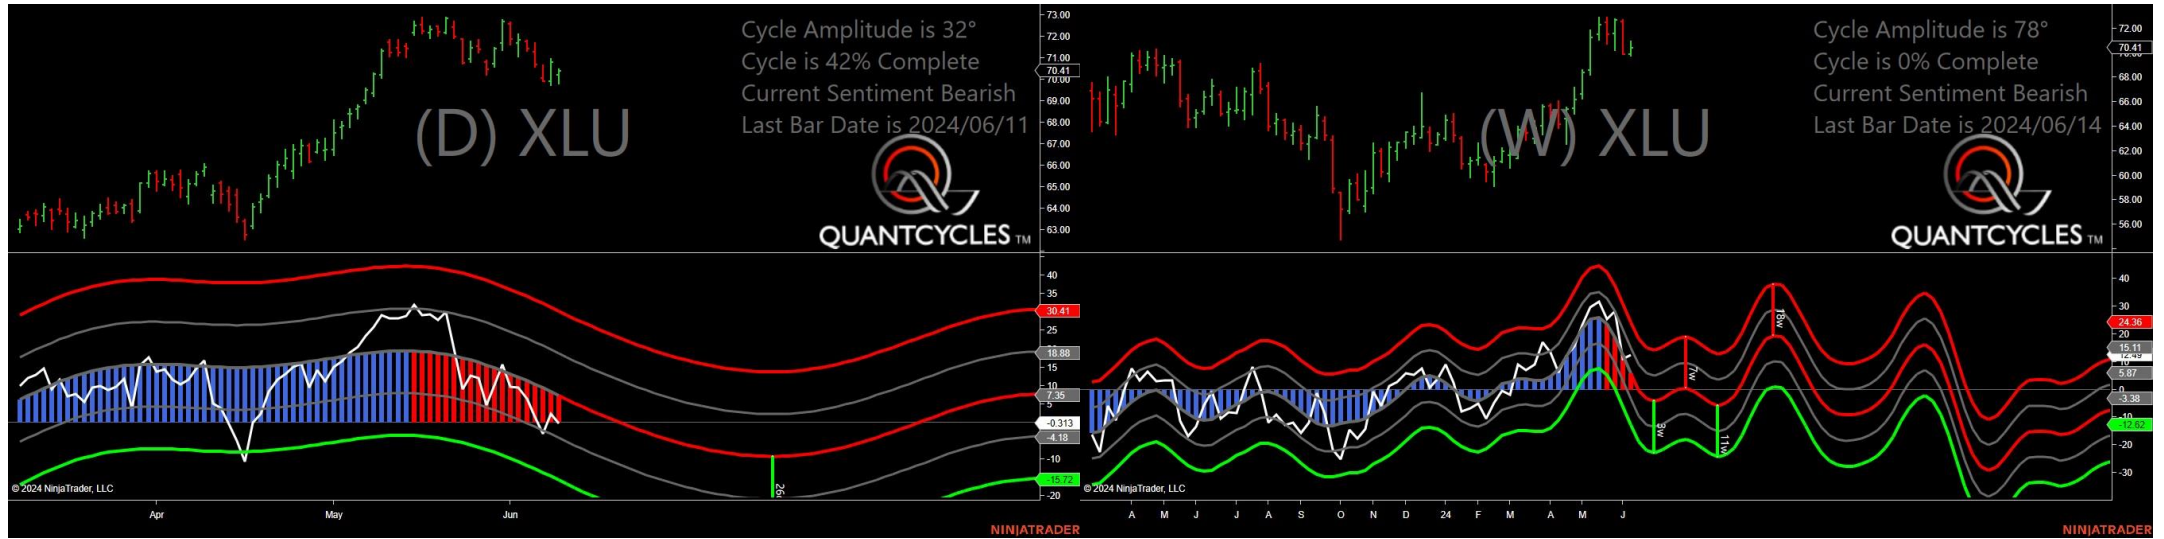 Cycle Amplitude is 32°
Cycle is 42% Complete
Current Sentiment Bearish
Last Bar Date is 2024/06/11
(D) XLU
QUANTCYCLES TM
73.00
72.00
71.00
70.41
70.00
69.00
68.00
67.00
66.00
65.00
64.00
63.00
40
35
30.41
25
18.88
15
10
7.35
5
-0.313
-4.18
-10
-15.72
-20
© 2024 NinjaTrader, LLC
Apr May Jun
NINJATRADER
Cycle Amplitude is 78°
Cycle is 0% Complete
Current Sentiment Bearish
Last Bar Date is 2024/06/14
(W) XLU
QUANTCYCLES TM
72.00
70.41
68.00
66.00
64.00
62.00
60.00
58.00
56.00
18w
7w
11w
40
30
24.36
20
15.11
12.49
10
5.87
0
-3.38
-10
-12.62
-20
-30
© 2024 NinjaTrader, LLC
A M J J A S O N D 24 F M A M J
NINJATRADER